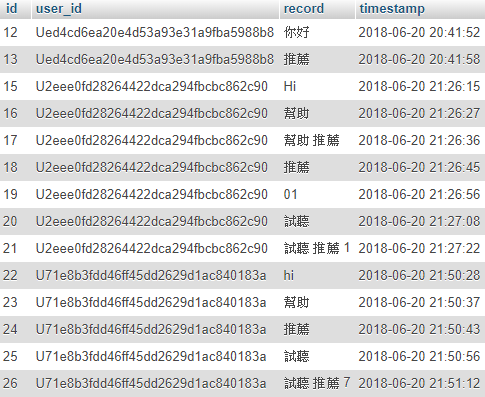 id user_id record timestamp
12 Ued4cd6ea20e4d53a93e31a9fba5988b8 你好 2018-06-20 20:41:52
13 Ued4cd6ea20e4d53a93e31a9fba5988b8 推薦 2018-06-20 20:41:58
15 U2eee0fd28264422dca294fbcbc862c90 Hi 2018-06-20 21:26:15
16 U2eee0fd28264422dca294fbcbc862c90 幫助 2018-06-20 21:26:27
17 U2eee0fd28264422dca294fbcbc862c90 幫助 推薦 2018-06-20 21:26:36
18 U2eee0fd28264422dca294fbcbc862c90 推薦 2018-06-20 21:26:45
19 U2eee0fd28264422dca294fbcbc862c90 01 2018-06-20 21:26:56
20 U2eee0fd28264422dca294fbcbc862c90 試聽 2018-06-20 21:27:08
21 U2eee0fd28264422dca294fbcbc862c90 試聽 推薦 1 2018-06-20 21:27:22
22 U71e8b3fdd46ff45dd2629d1ac840183a hi 2018-06-20 21:50:28
23 U71e8b3fdd46ff45dd2629d1ac840183a 幫助 2018-06-20 21:50:37
24 U71e8b3fdd46ff45dd2629d1ac840183a 推薦 2018-06-20 21:50:43
25 U71e8b3fdd46ff45dd2629d1ac840183a 試聽 2018-06-20 21:50:56
26 U71e8b3fdd46ff45dd2629d1ac840183a 試聽 推薦 7 2018-06-20 21:51:12